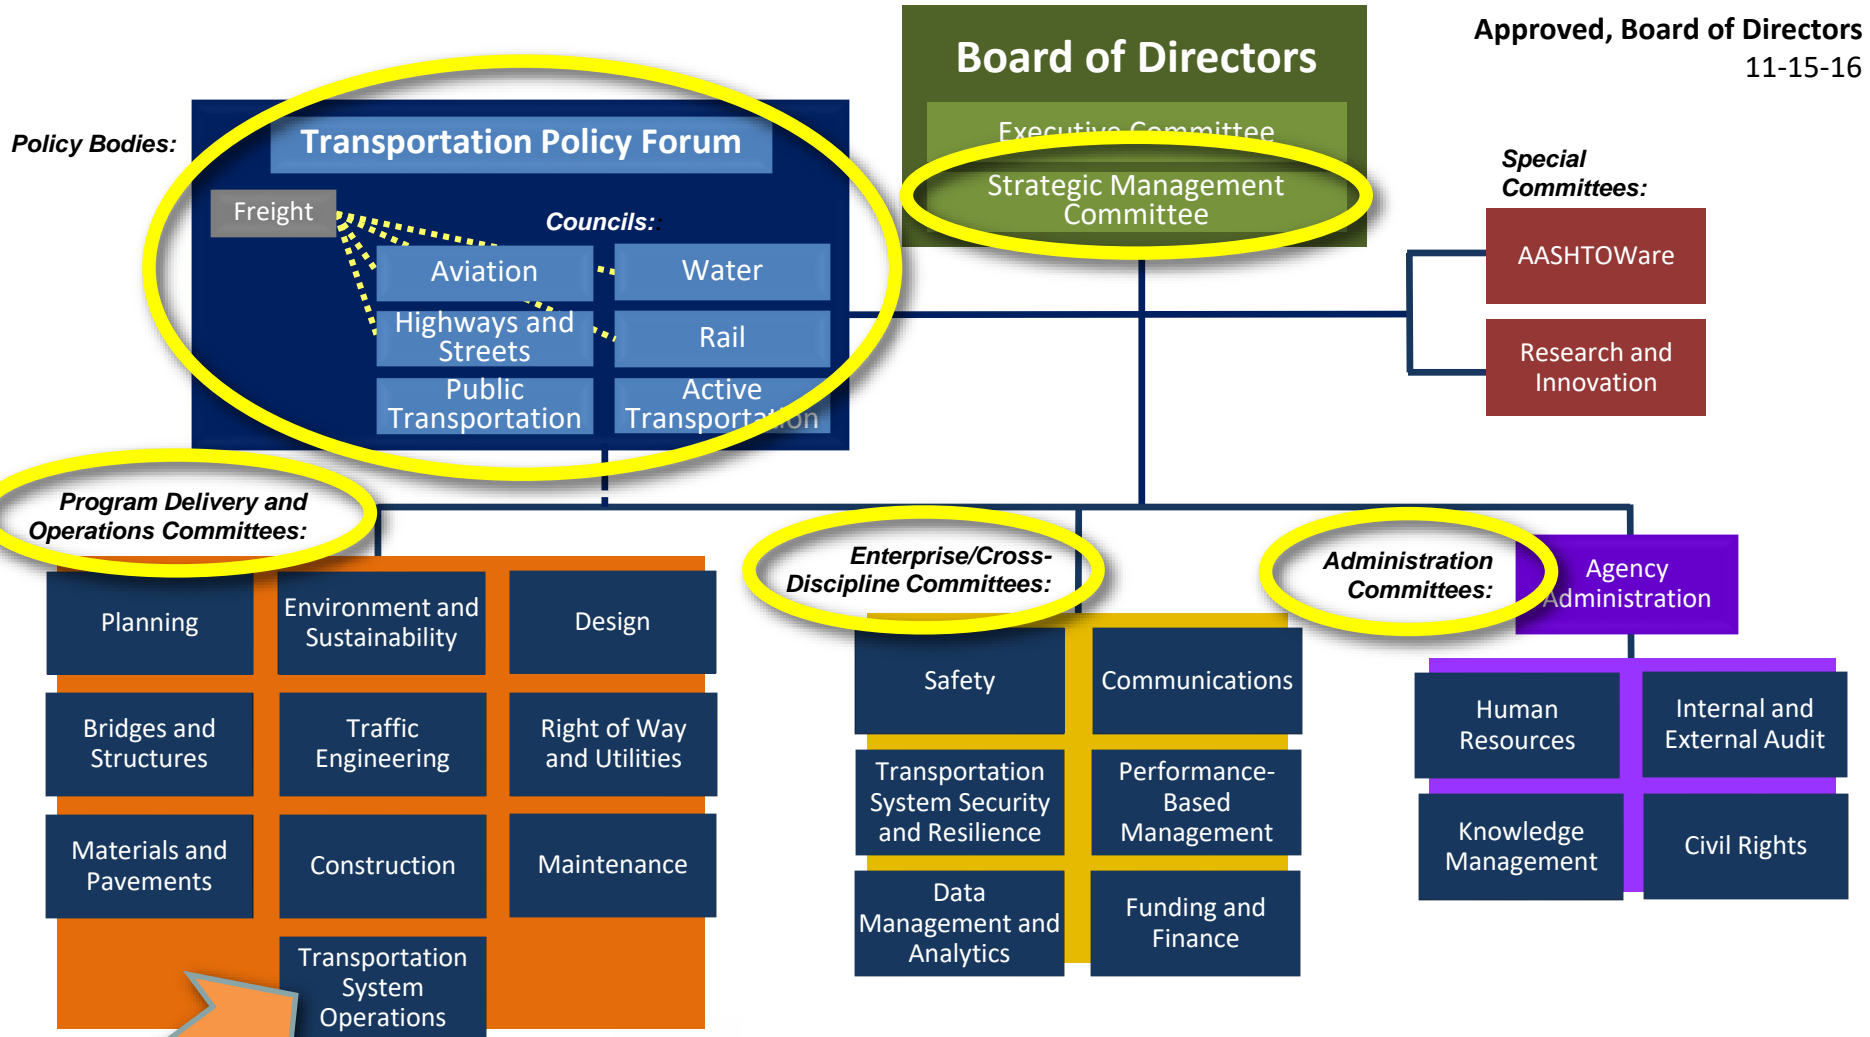 Approved, Board of Directors
11-15-16
Board of Directors
Executive Committee
Strategic Management
Committee
Policy Bodies:
Transportation Policy Forum
Freight
Councils:
Aviation
Water
Highways and
Streets
Rail
Public
Transportation
Active
Transportation
Special
Committees:
AASHTOWare
Research and
Innovation
Program Delivery and
Operations Committees:
Planning
Environment and
Sustainability
Design
Bridges and
Structures
Traffic
Engineering
Right of Way
and Utilities
Materials and
Pavements
Construction
Maintenance
Transportation
System
Operations
Enterprise/Cross-
Discipline Committees:
Safety
Communications
Transportation
System Security
and Resilience
Performance-
Based
Management
Data
Management and
Analytics
Funding and
Finance
Administration
Committees:
Agency
Administration
Human
Resources
Internal and
External Audit
Knowledge
Management
Civil Rights